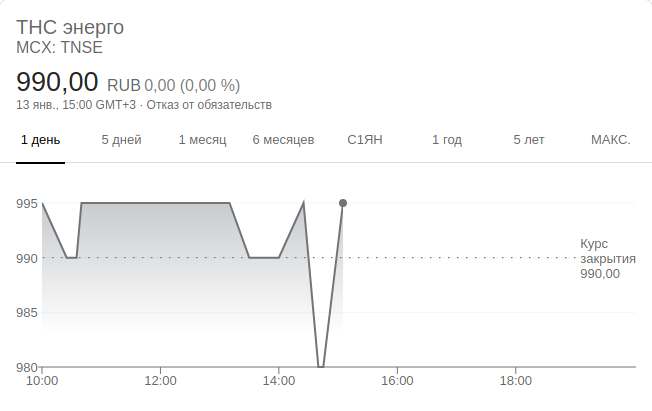 ТНС энерго
MCX: TNSE
990,00 RUB 0,00 (0,00 %)
13 янв., 15:00 GMT+3 · Отказ от обязательств
1 день 5 дней 1 месяц 6 месяцев С1ЯН 1 год 5 лет МАКС.
995
990
985
980
Курс
закрытия
990,00
10:00 12:00 14:00 16:00 18:00